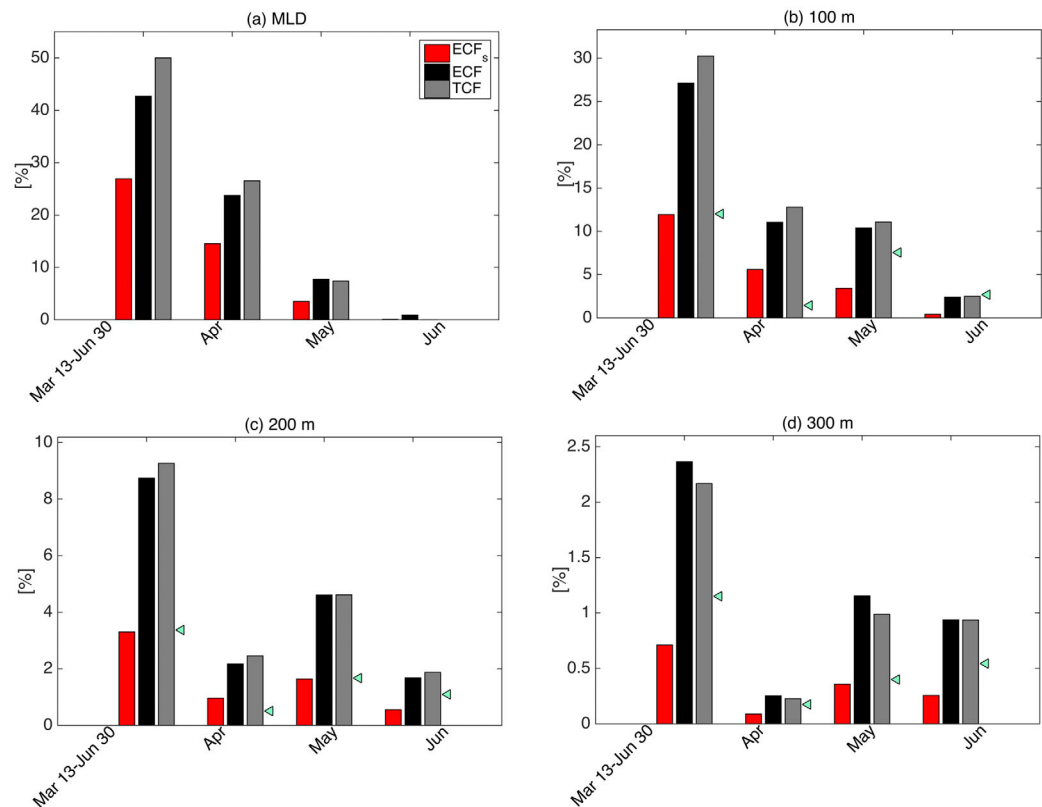 (a) MLD
[%]
50
40
30
20
10
0
ECFs
ECF
TCF
Mar 13-Jun 30
Apr
May
Jun
(b) 100 m
[%]
30
25
20
15
10
5
0
Mar 13-Jun 30
Apr
May
Jun
(c) 200 m
[%]
10
8
6
4
2
0
Mar 13-Jun 30
Apr
May
Jun
(d) 300 m
[%]
2.5
2
1.5
1
0.5
0
Mar 13-Jun 30
Apr
May
Jun